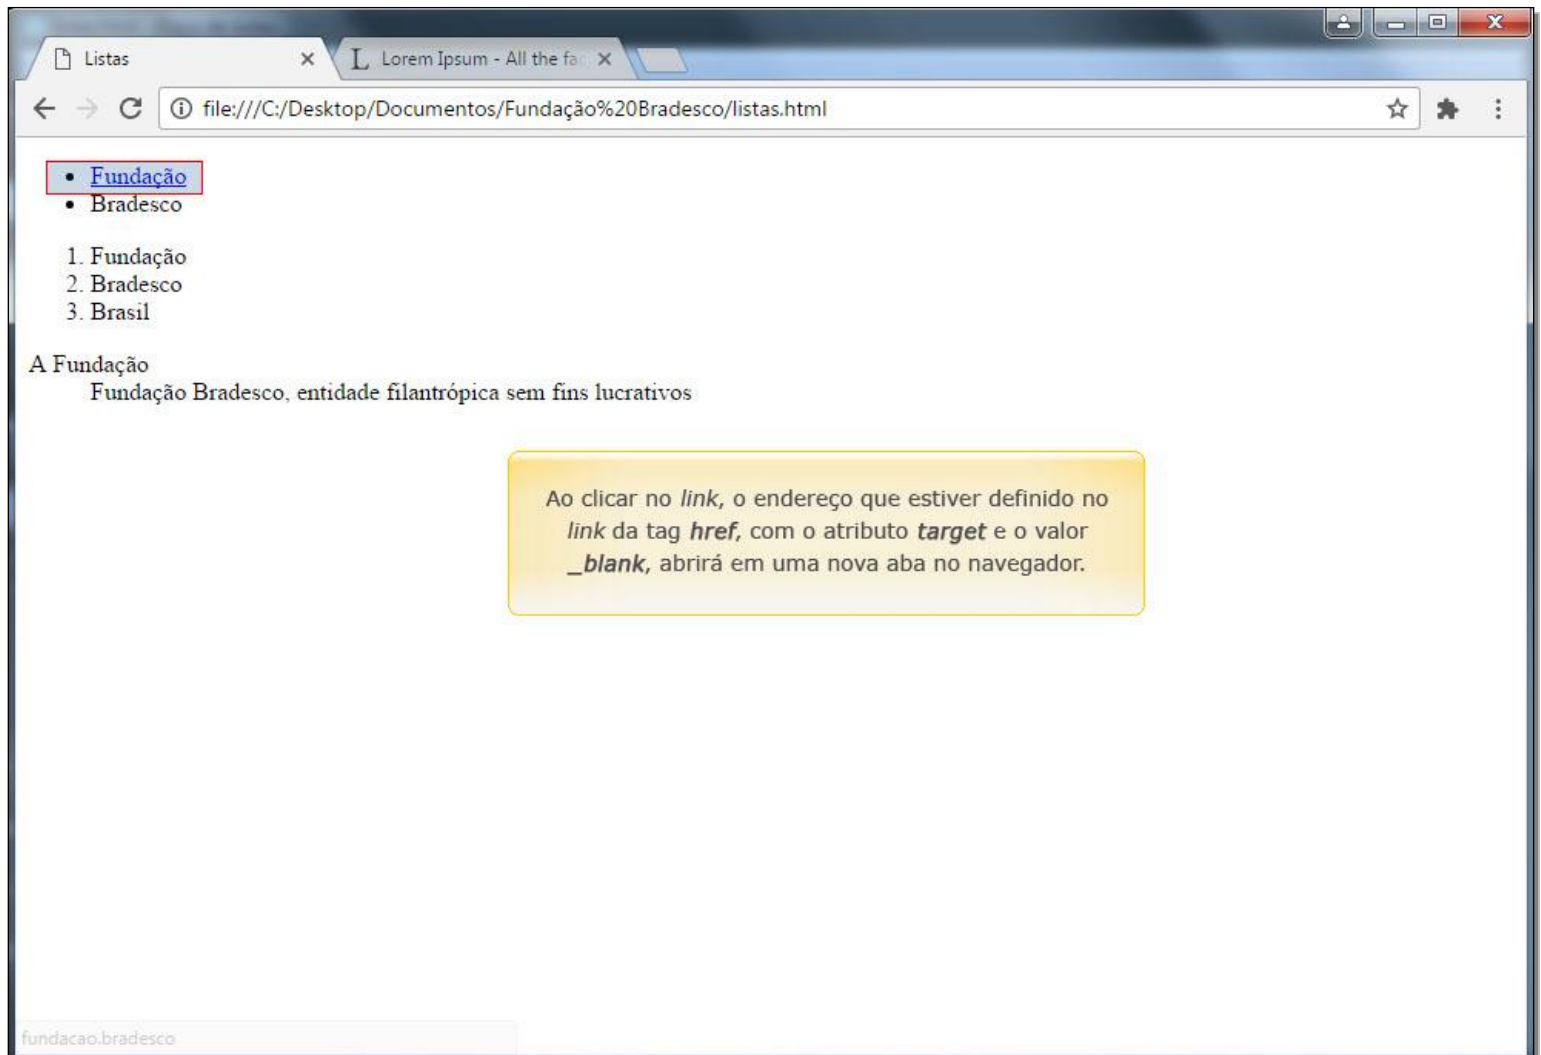 Listas
Lorem Ipsum - All the fac
file:///C:/Desktop/Documentos/Fundação%20Bradesco/listas.html
• Fundação
• Bradesco
1. Fundação
2. Bradesco
3. Brasil
A Fundação
Fundação Bradesco, entidade filantrópica sem fins lucrativos
Ao clicar no link, o endereço que estiver definido no
link da tag href, com o atributo target e o valor
_blank, abrirá em uma nova aba no navegador.
fundacao.bradesco